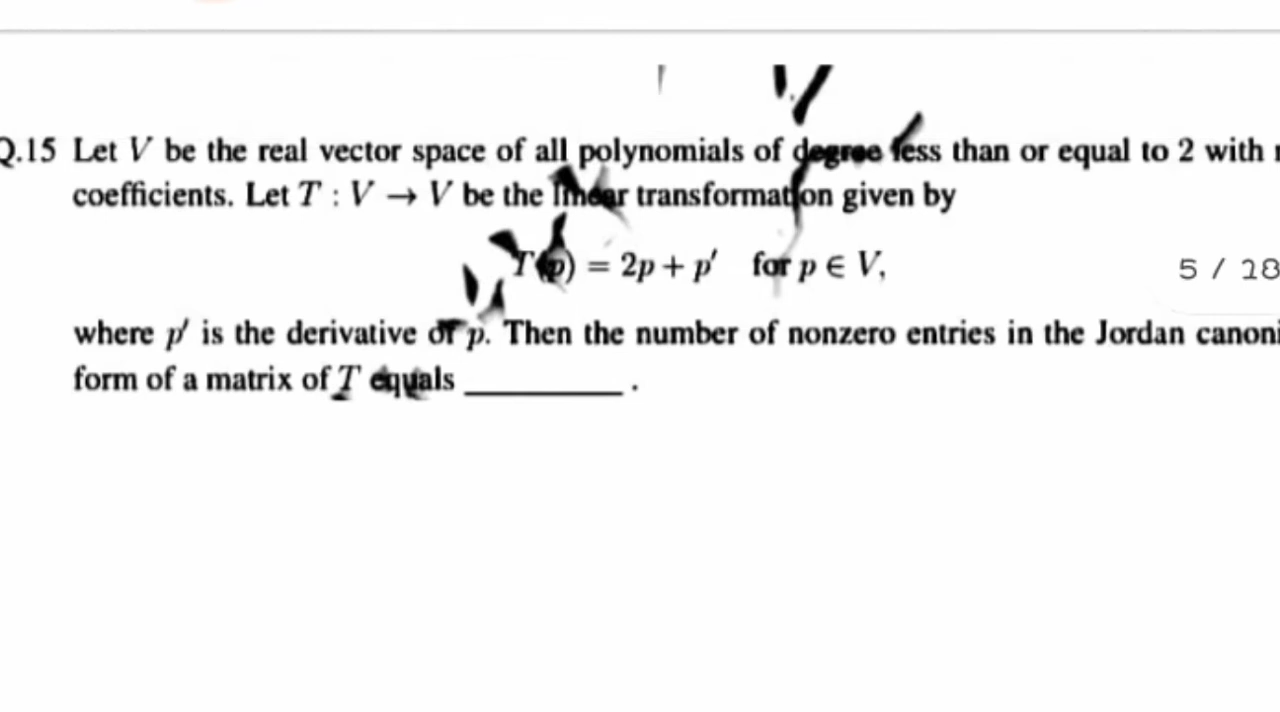 Q.15 Let V be the real vector space of all polynomials of degree less than or equal to 2 with
coefficients. Let T : V → V be the linear transformation given by
T(p) = 2p + p′ for p ∈ V,
5 / 28
where p′ is the derivative of p. Then the number of nonzero entries in the Jordan canoni
form of a matrix of T equals ________ .